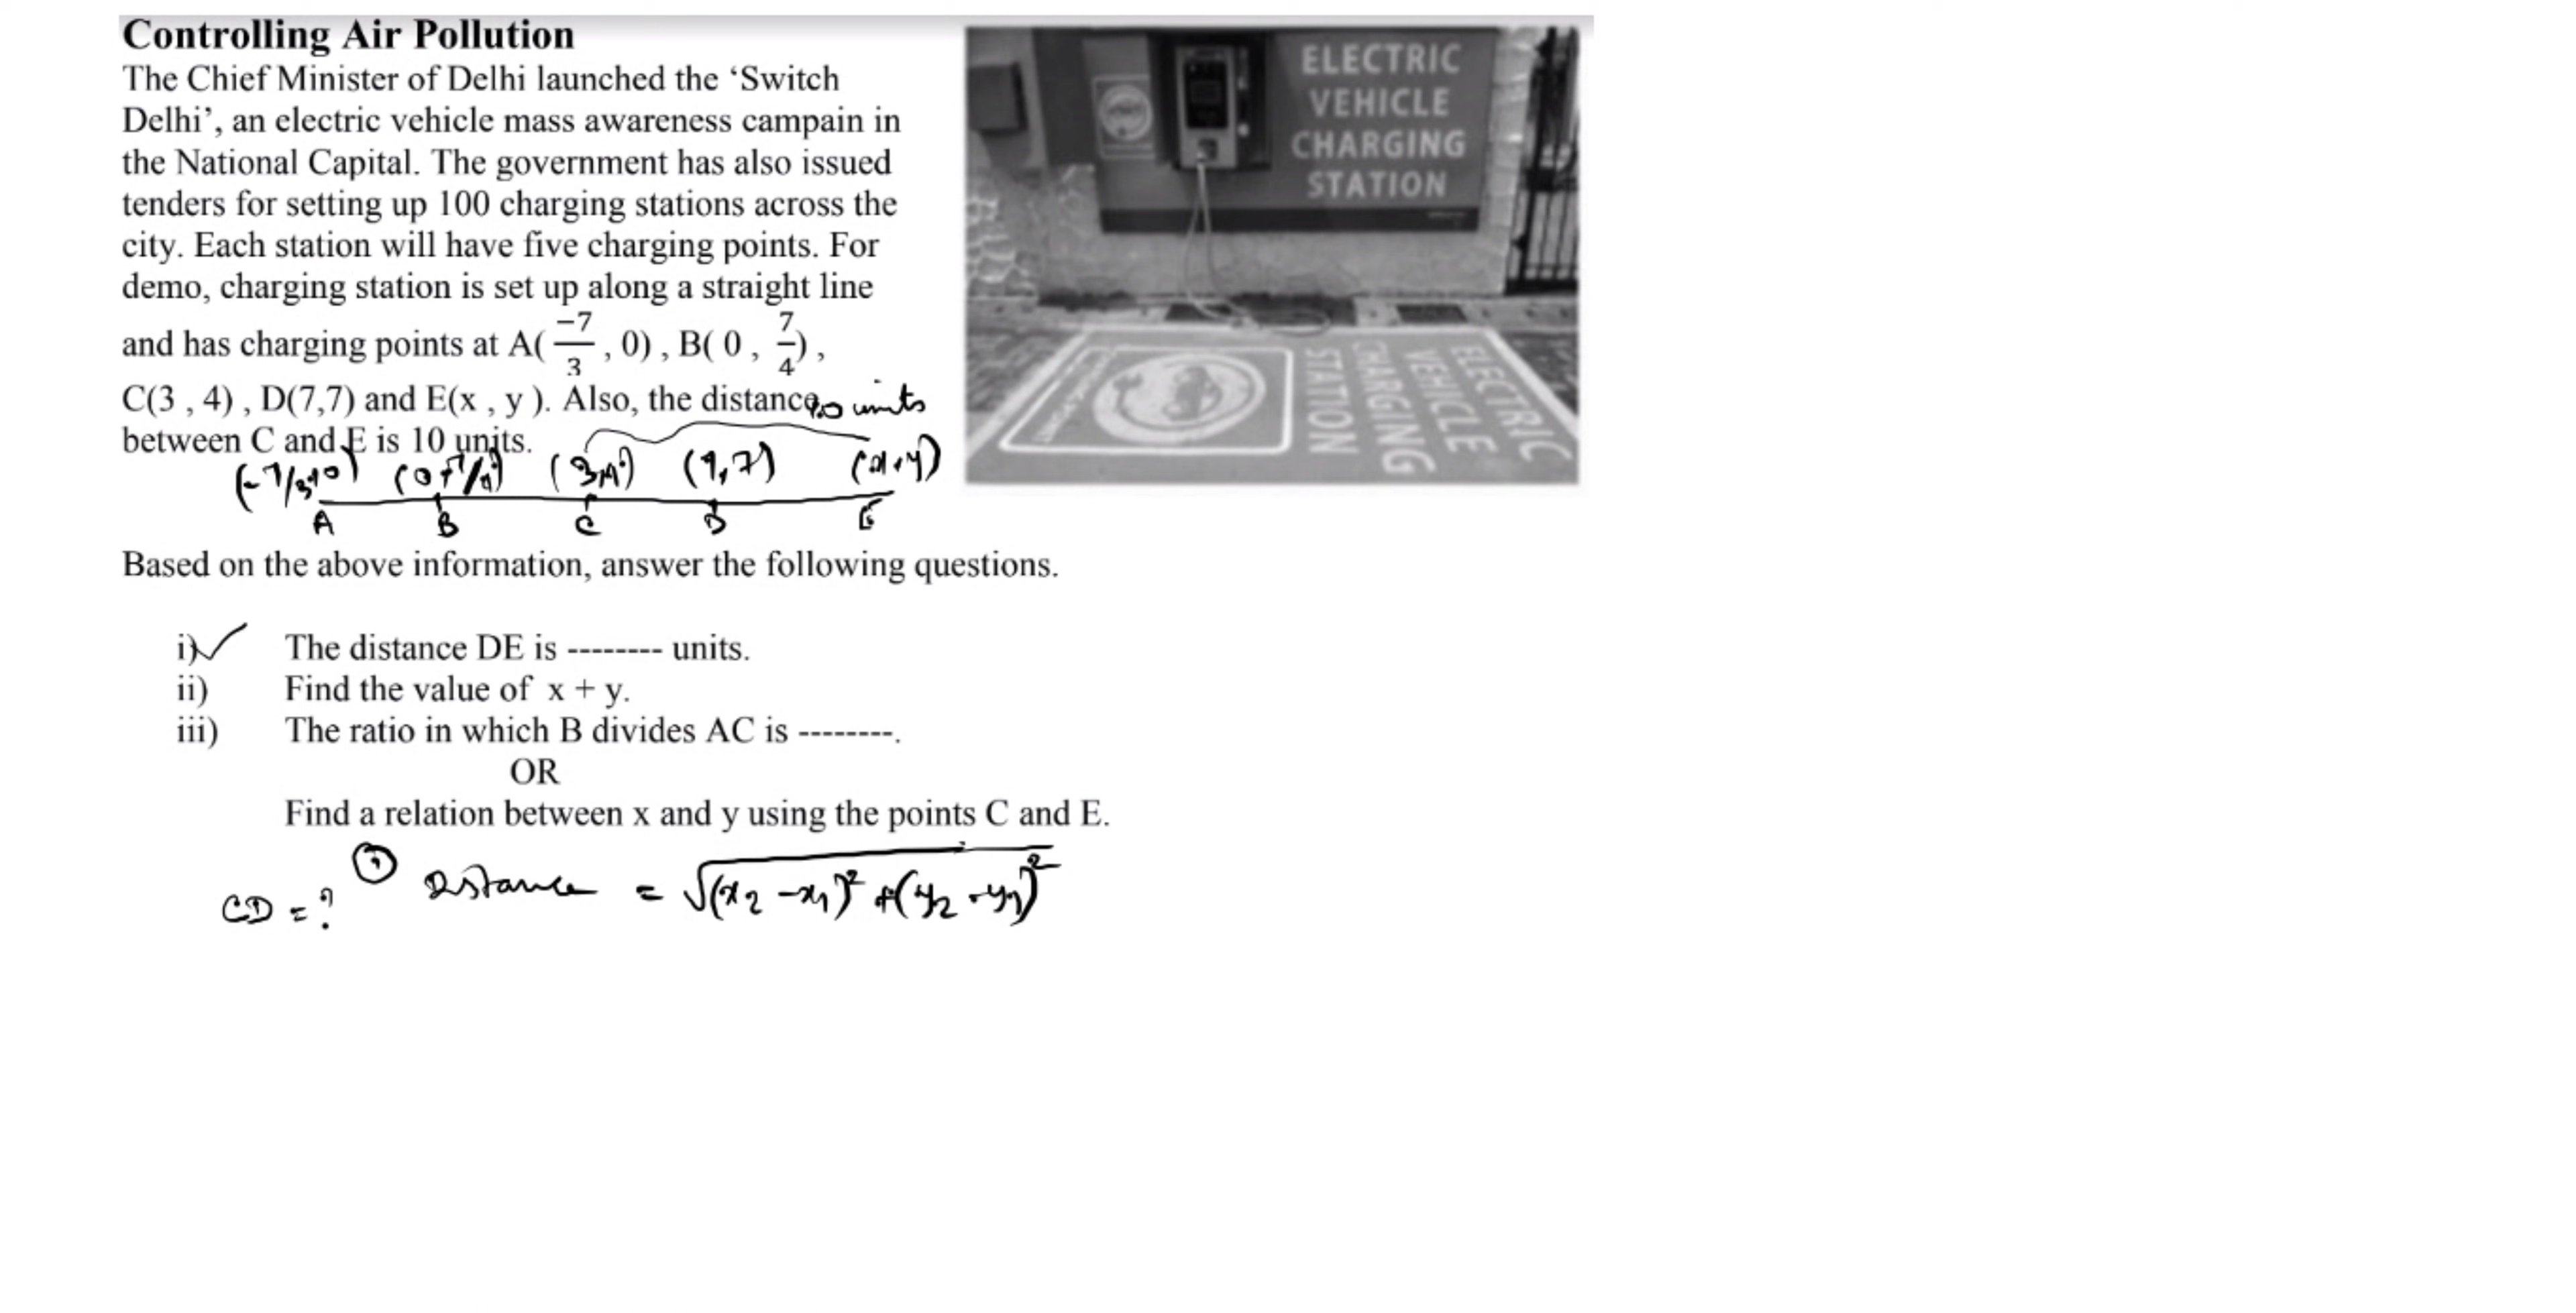 Controlling Air Pollution
The Chief Minister of Delhi launched the ‘Switch
Delhi’, an electric vehicle mass awareness campain in
the National Capital. The government has also issued
tenders for setting up 100 charging stations across the
city. Each station will have five charging points. For
demo, charging station is set up along a straight line
and has charging points at A(-7/3, 0) , B( 0 , 7/4) ,
C(3 , 4) , D(7,7) and E(x , y ). Also, the distance
between C and E is 10 units.
ELECTRIC
VEHICLE
CHARGING
STATION
ELECTRIC
VEHICLE
CHARGING
STATION
10 units
(-7/3, 0) (0, 7/4) (3,4) (7,7) (x,y)
A B C D E
Based on the above information, answer the following questions.
i) The distance DE is -------- units.
ii) Find the value of x + y.
iii) The ratio in which B divides AC is --------.
OR
Find a relation between x and y using the points C and E.
CD = ? ① Distance = √(x₂ -x₁)² +(y₂ -y₁)²